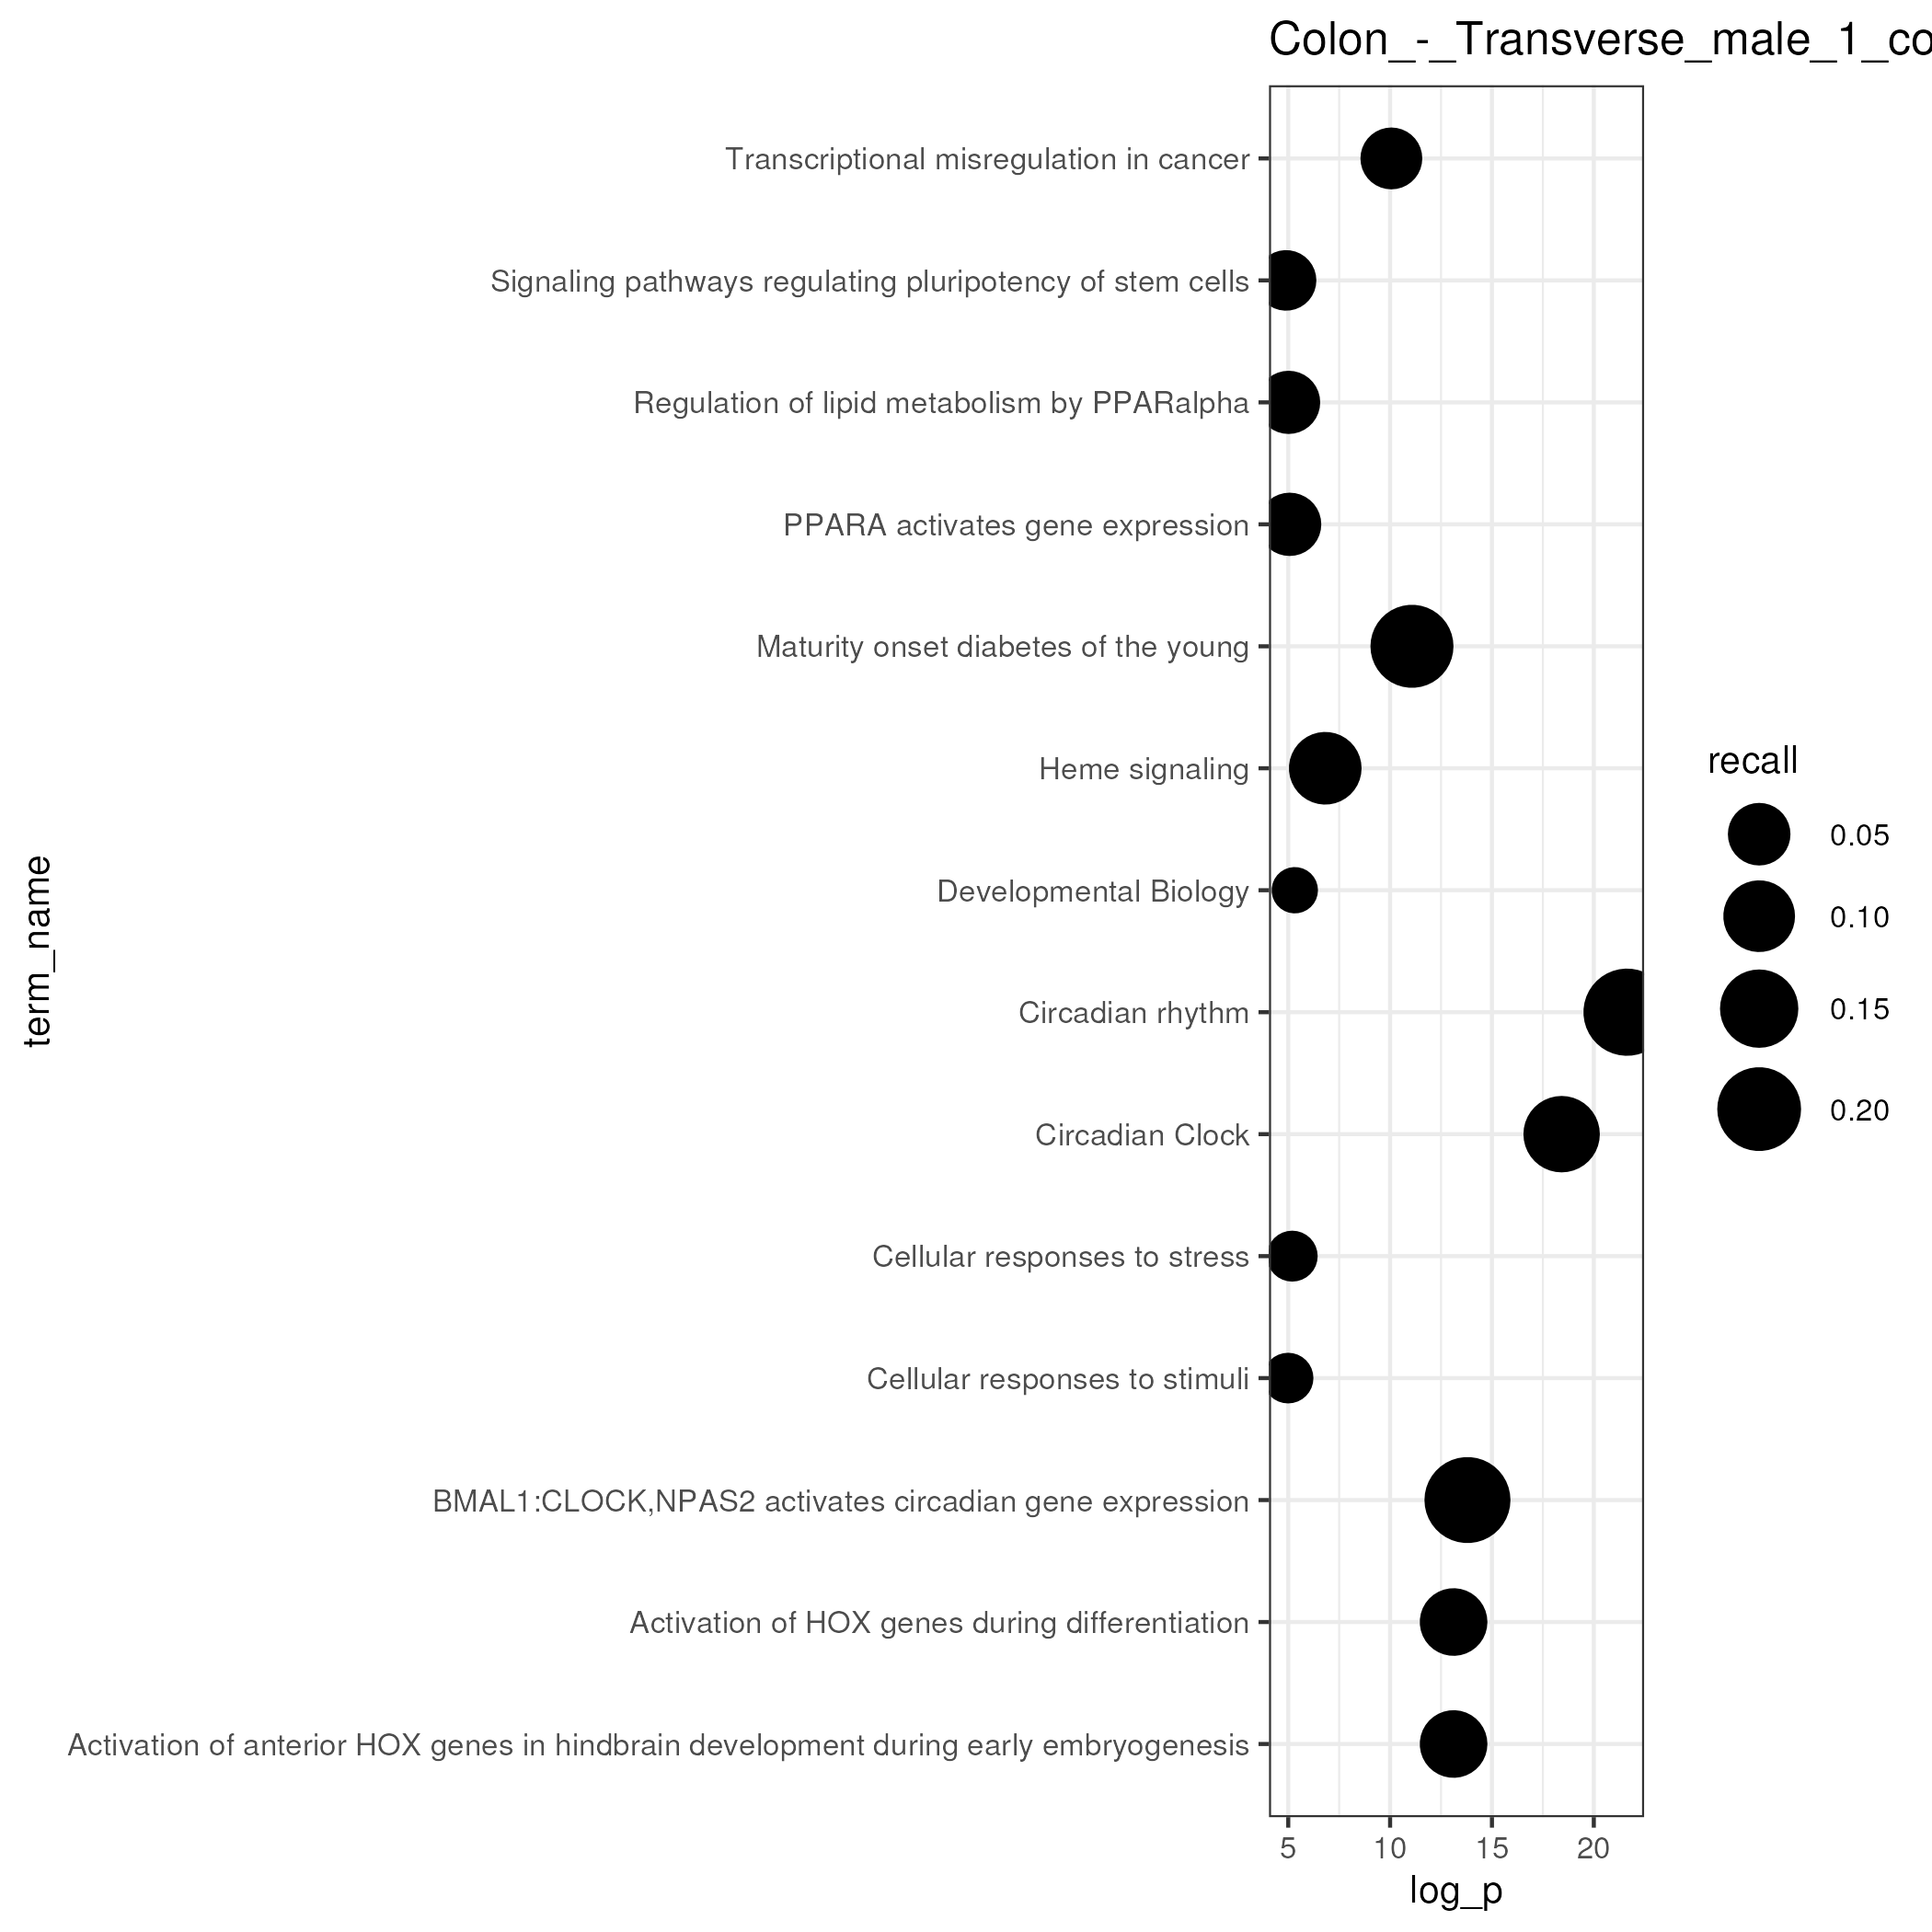 Colon_-_Transverse_male_1_co
Transcriptional misregulation in cancer
Signaling pathways regulating pluripotency of stem cells
Regulation of lipid metabolism by PPARalpha
PPARA activates gene expression
Maturity onset diabetes of the young
Heme signaling
Developmental Biology
Circadian rhythm
Circadian Clock
Cellular responses to stress
Cellular responses to stimuli
BMAL1:CLOCK,NPAS2 activates circadian gene expression
Activation of HOX genes during differentiation
Activation of anterior HOX genes in hindbrain development during early embryogenesis
term_name
5 10 15 20
log_p
recall
0.05
0.10
0.15
0.20